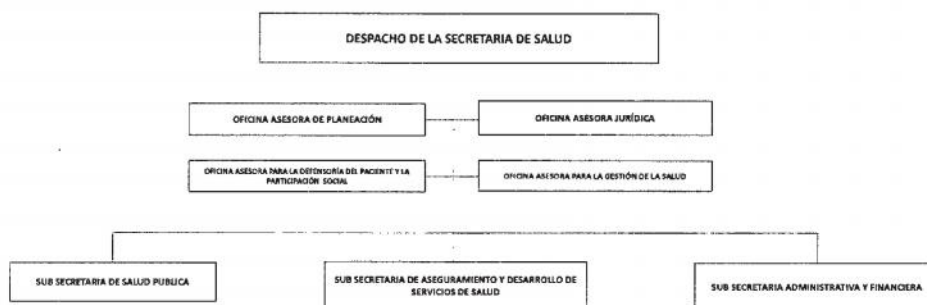 DESPACHO DE LA SECRETARIA DE SALUD
OFICINA ASESORA DE PLANEACIÓN
OFICINA ASESORA JURÍDICA
OFICINA ASESORA PARA LA DEFENSORÍA DEL PACIENTE Y LA
PARTICIPACIÓN SOCIAL
OFICINA ASESORA PARA LA GESTIÓN DE LA SALUD
SUB SECRETARIA DE SALUD PUBLICA
SUB SECRETARIA DE ASEGURAMIENTO Y DESARROLLO DE
SERVICIOS DE SALUD
SUB SECRETARIA ADMINISTRATIVA Y FINANCIERA